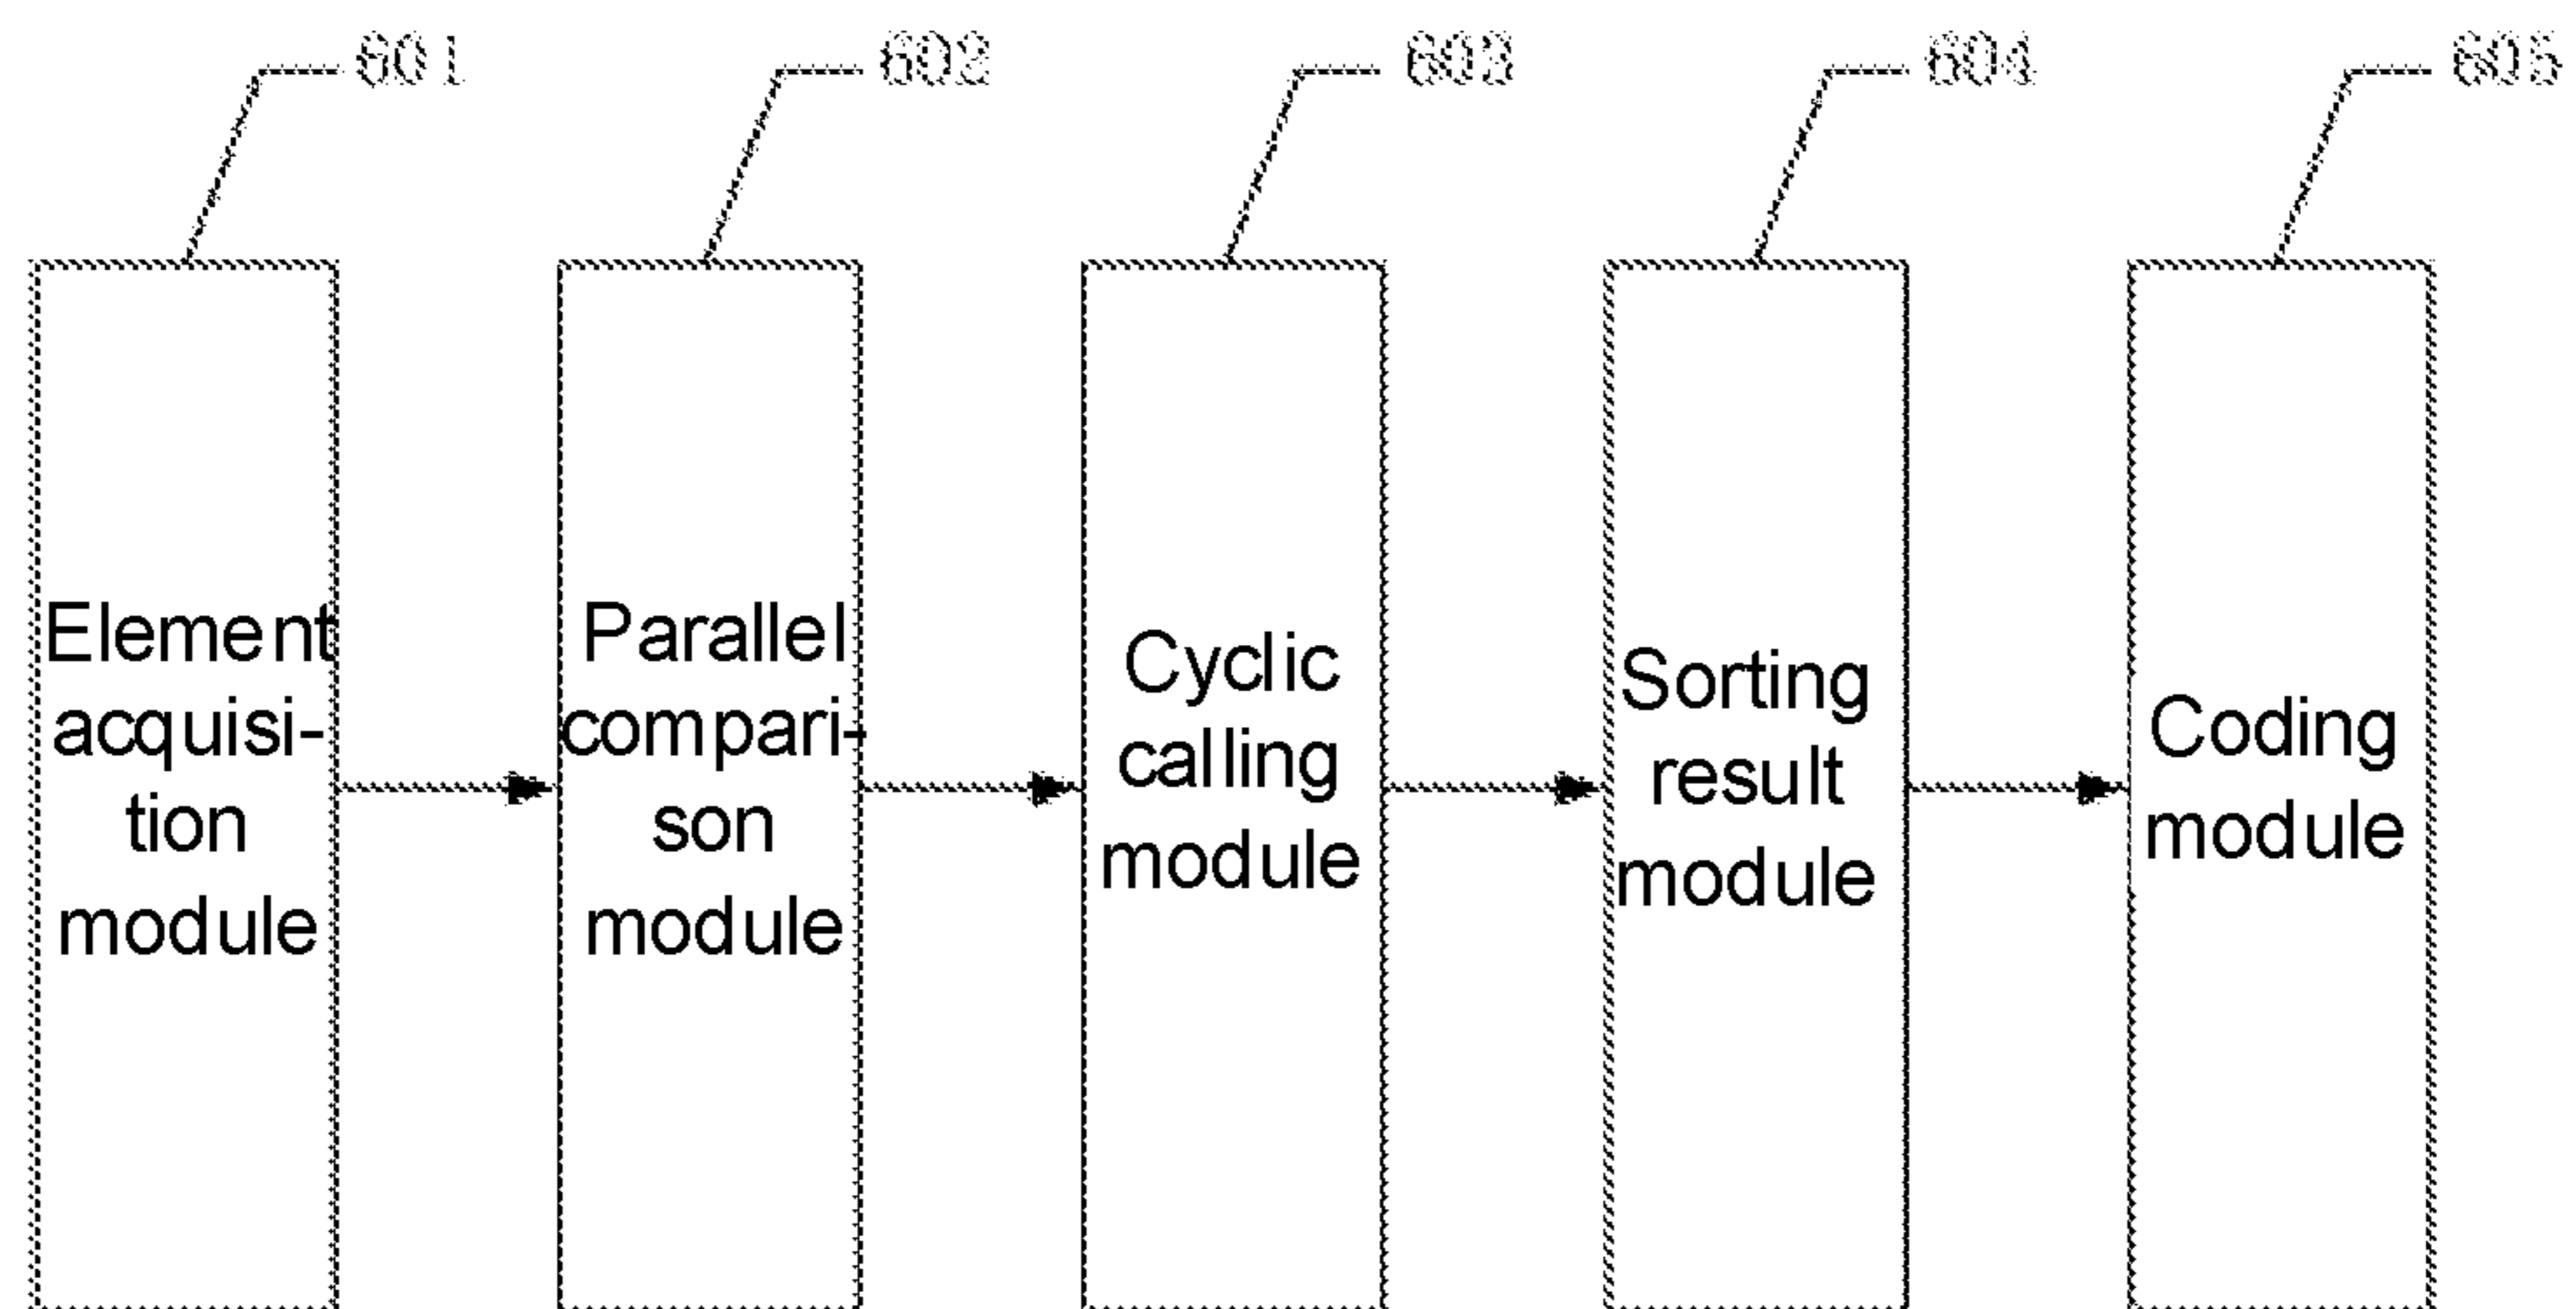 601
602
603
604
605
Element
acquisi-
tion
module
Parallel
compari-
son
module
Cyclic
calling
module
Sorting
result
module
Coding
module